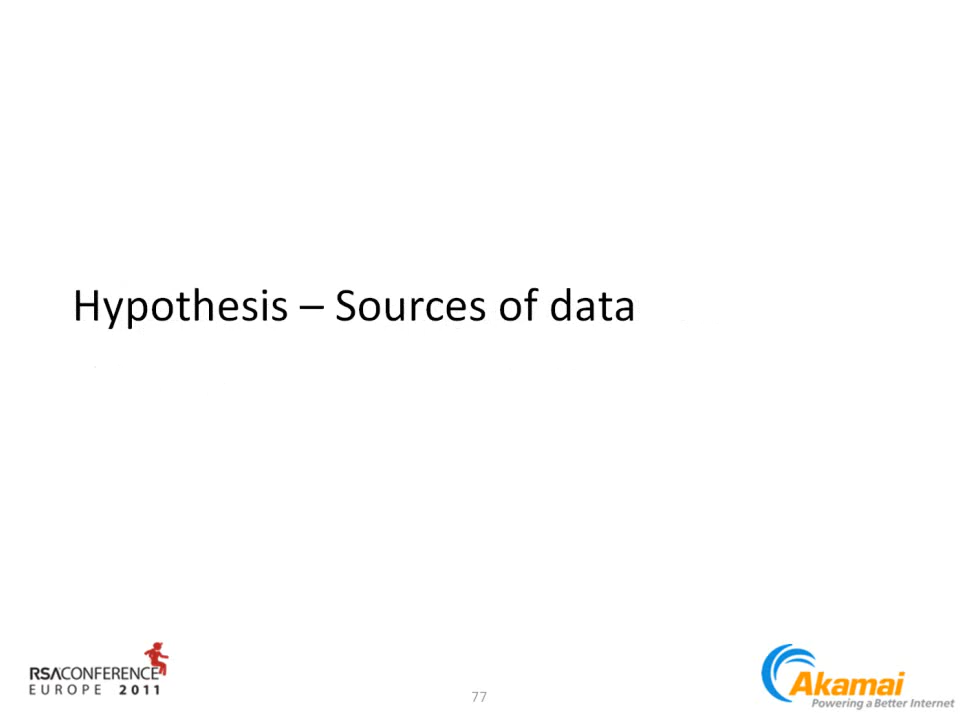 Hypothesis – Sources of data
RSACONFERENCE
EUROPE 2011
77
Akamai
Powering a Better Internet